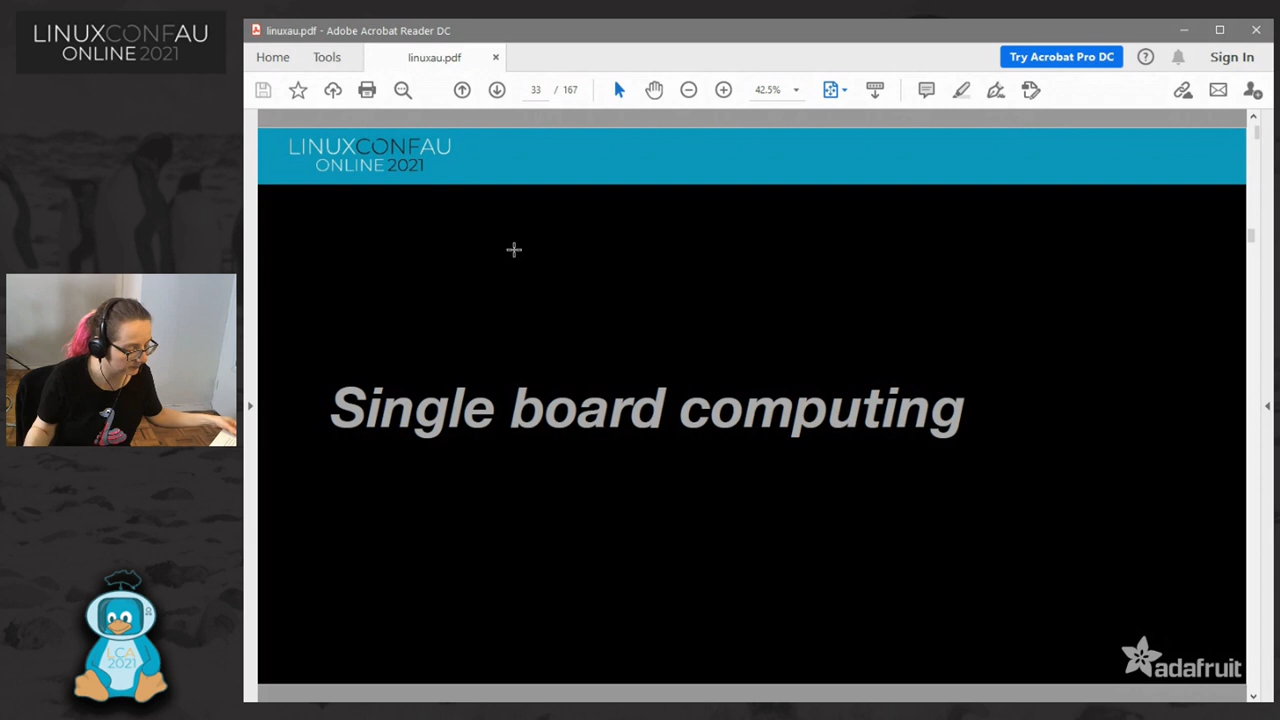 LINUXCONFAU
ONLINE 2021
linuxau.pdf - Adobe Acrobat Reader DC
Home
Tools
linuxau.pdf
Try Acrobat Pro DC
Sign In
33
/ 167
42.5%
LINUXCONFAU
ONLINE 2021
Single board computing
adafruit
LCA
2021